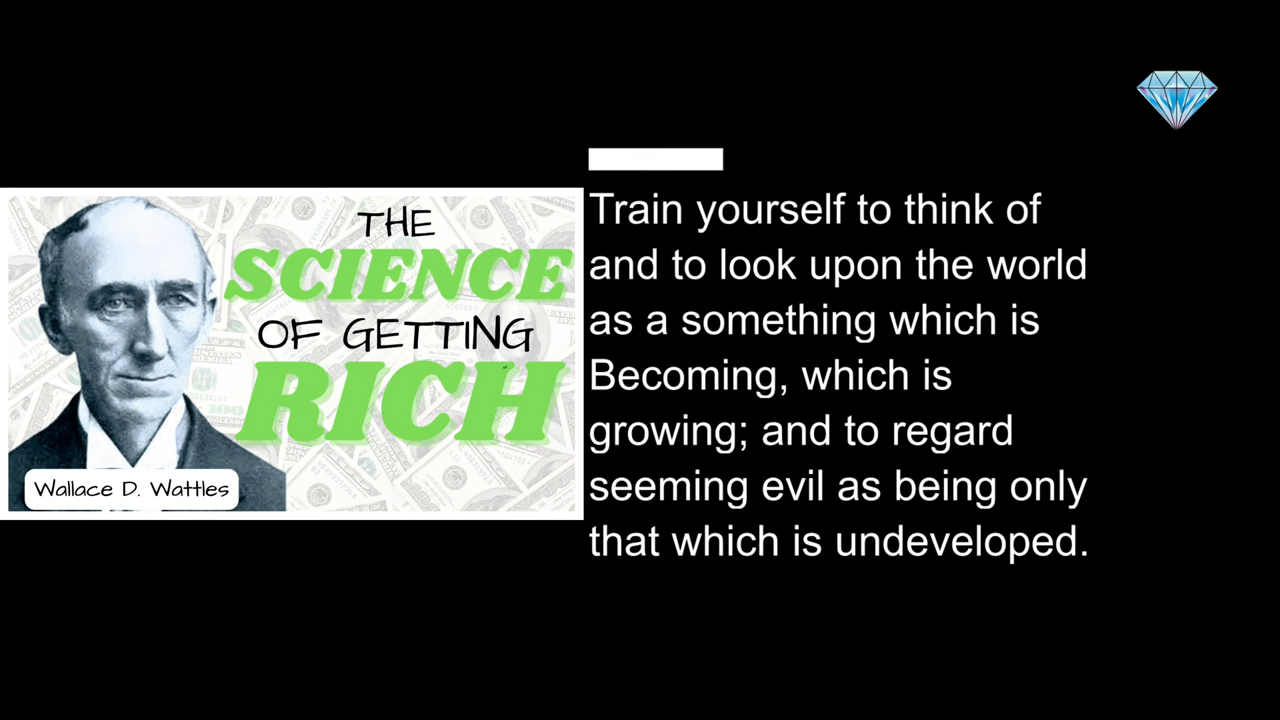 THE
SCIENCE
OF GETTING
RICH
Wallace D. Wattles
Train yourself to think of
and to look upon the world
as a something which is
Becoming, which is
growing; and to regard
seeming evil as being only
that which is undeveloped.